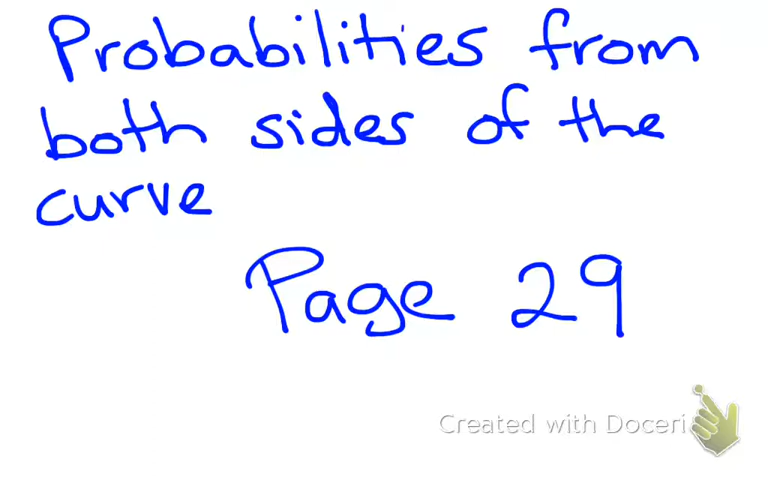 Probabilities from
both sides of the
curve
Page 29
Created with Doceri